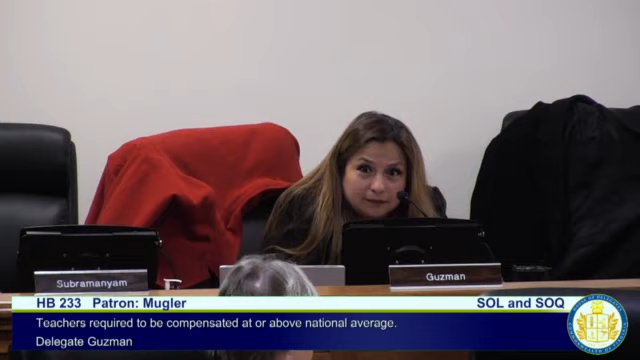 Subramanyam
Guzman
HB 233 Patron: Mugler SOL and SOQ
Teachers required to be compensated at or above national average.
Delegate Guzman